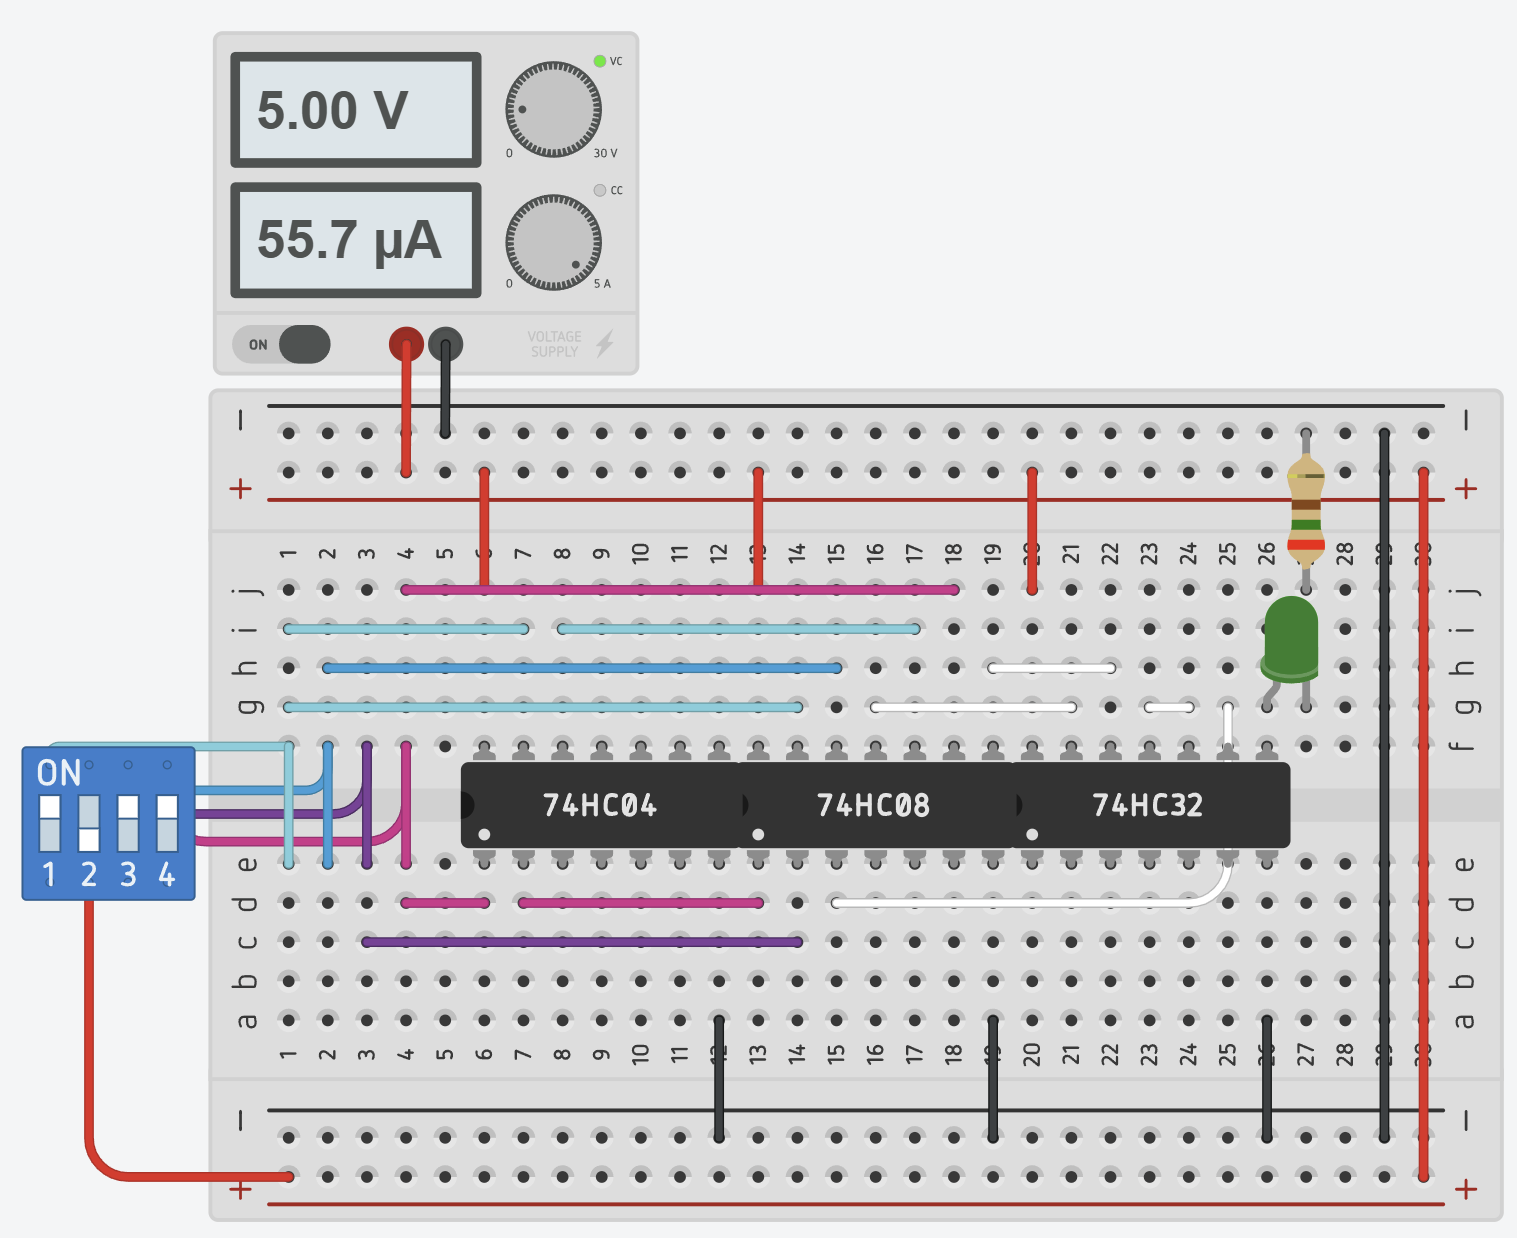 VC
5.00 V
0 30 V
CC
55.7 µA
0 5 A
ON
VOLTAGE
SUPPLY
− −
+ +
1 2 3 4 5 6 7 8 9 10 11 12 13 14 15 16 17 18 19 20 21 22 23 24 25 26 28 29 30
j j
i i
h h
g g
f f
ON
74HC04 74HC08 74HC32
1 2 3 4
e e
d d
c c
b b
a a
1 2 3 4 5 6 7 8 9 10 11 12 13 14 15 16 17 18 19 20 21 22 23 24 25 26 27 28 29 30
− −
+ +